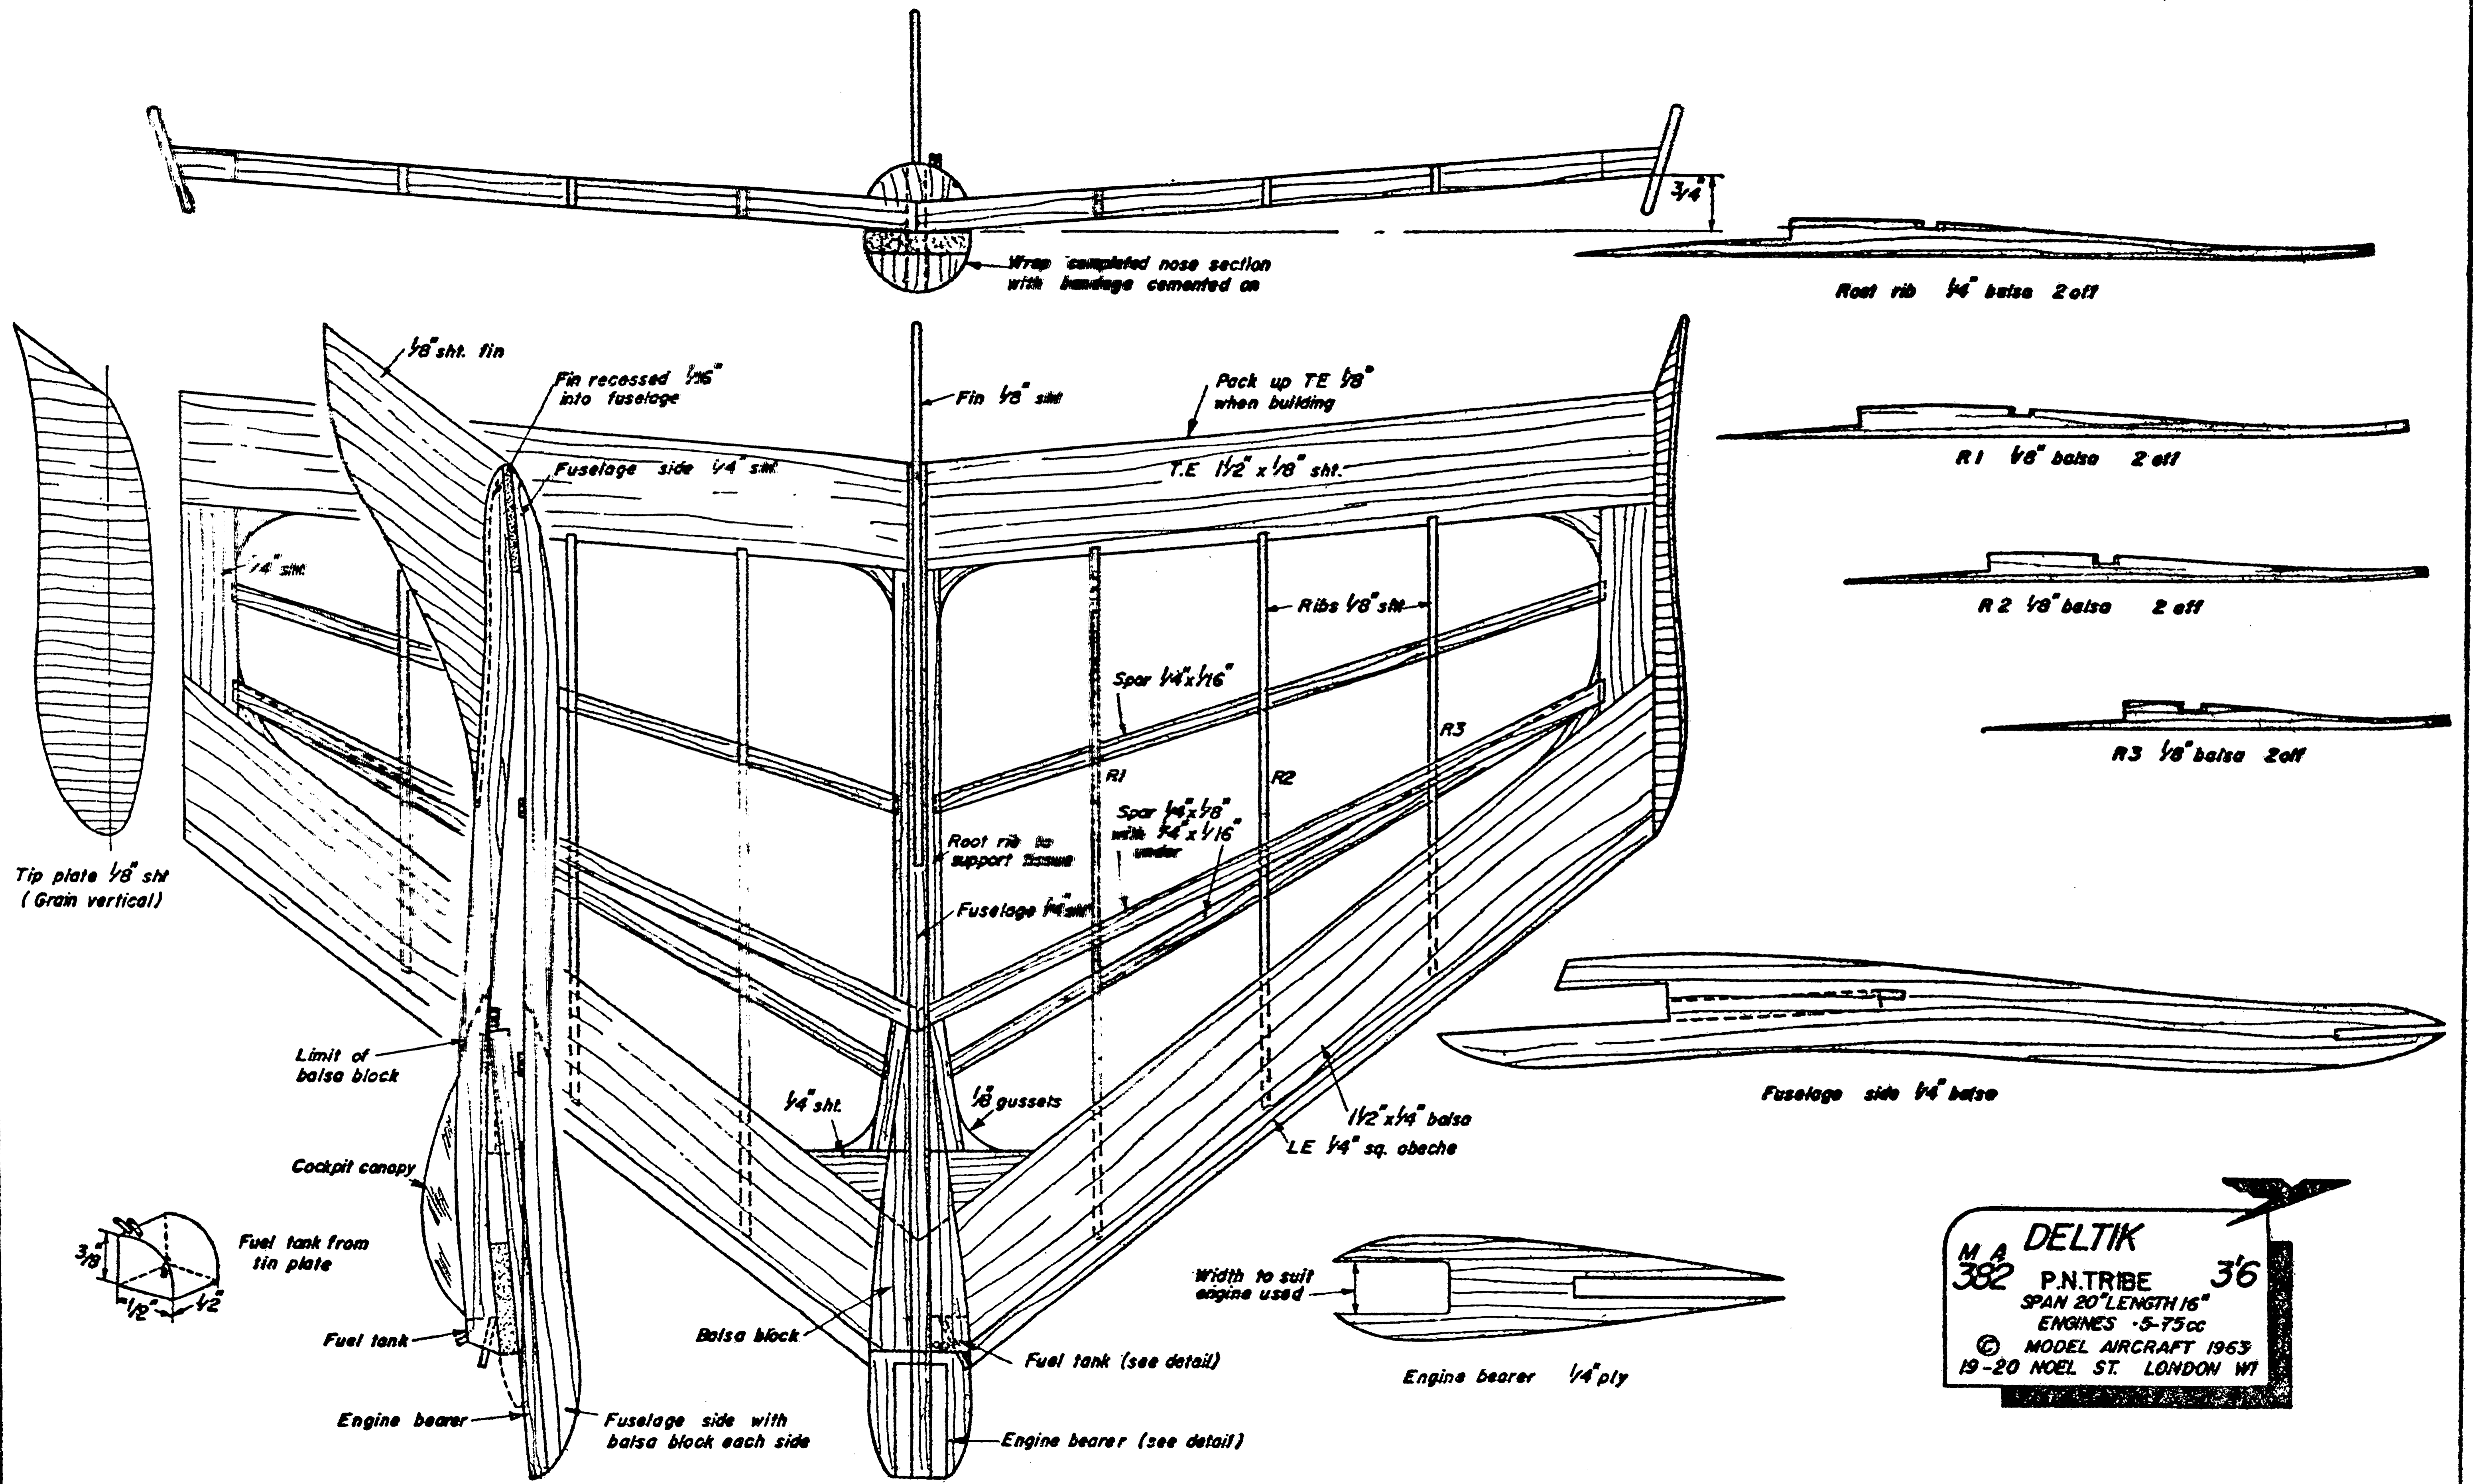 3/4"
Wrap completed nose section
with bandage cemented on
Root rib 1/4" balsa 2 off
1/8" sht. fin
Fin recessed 1/16"
into fuselage
Fin 1/8" sht
Pack up TE 1/8"
when building
Fuselage side 1/4" sht.
T.E 1 1/2" x 1/8" sht.
R1 1/8" balsa 2 off
1/4" sht.
Ribs 1/8" sht
R2 1/8" balsa 2 off
Spar 1/4" x 1/16"
R3
R3 1/8" balsa 2 off
R1
R2
Spar 1/4" x 1/8"
with 1/4" x 1/16"
under
Root rib to
support tissue
Tip plate 1/8" sht
(Grain vertical)
Fuselage 1/4" sht
Limit of
balsa block
1/4" sht.
1/8" gussets
Fuselage side 1/4" balsa
1 1/2" x 1/4" balsa
LE 1/4" sq. obeche
Cockpit canopy
Fuel tank from
tin plate
3/8"
1/2"
1/2"
Width to suit
engine used
Fuel tank
Balsa block
Fuel tank (see detail)
Engine bearer 1/4" ply
Engine bearer
Fuselage side with
balsa block each side
Engine bearer (see detail)
DELTIK
M A
382 P.N.TRIBE 3'6
SPAN 20" LENGTH 16"
ENGINES ·5-75cc
© MODEL AIRCRAFT 1963
19-20 NOEL ST. LONDON W1